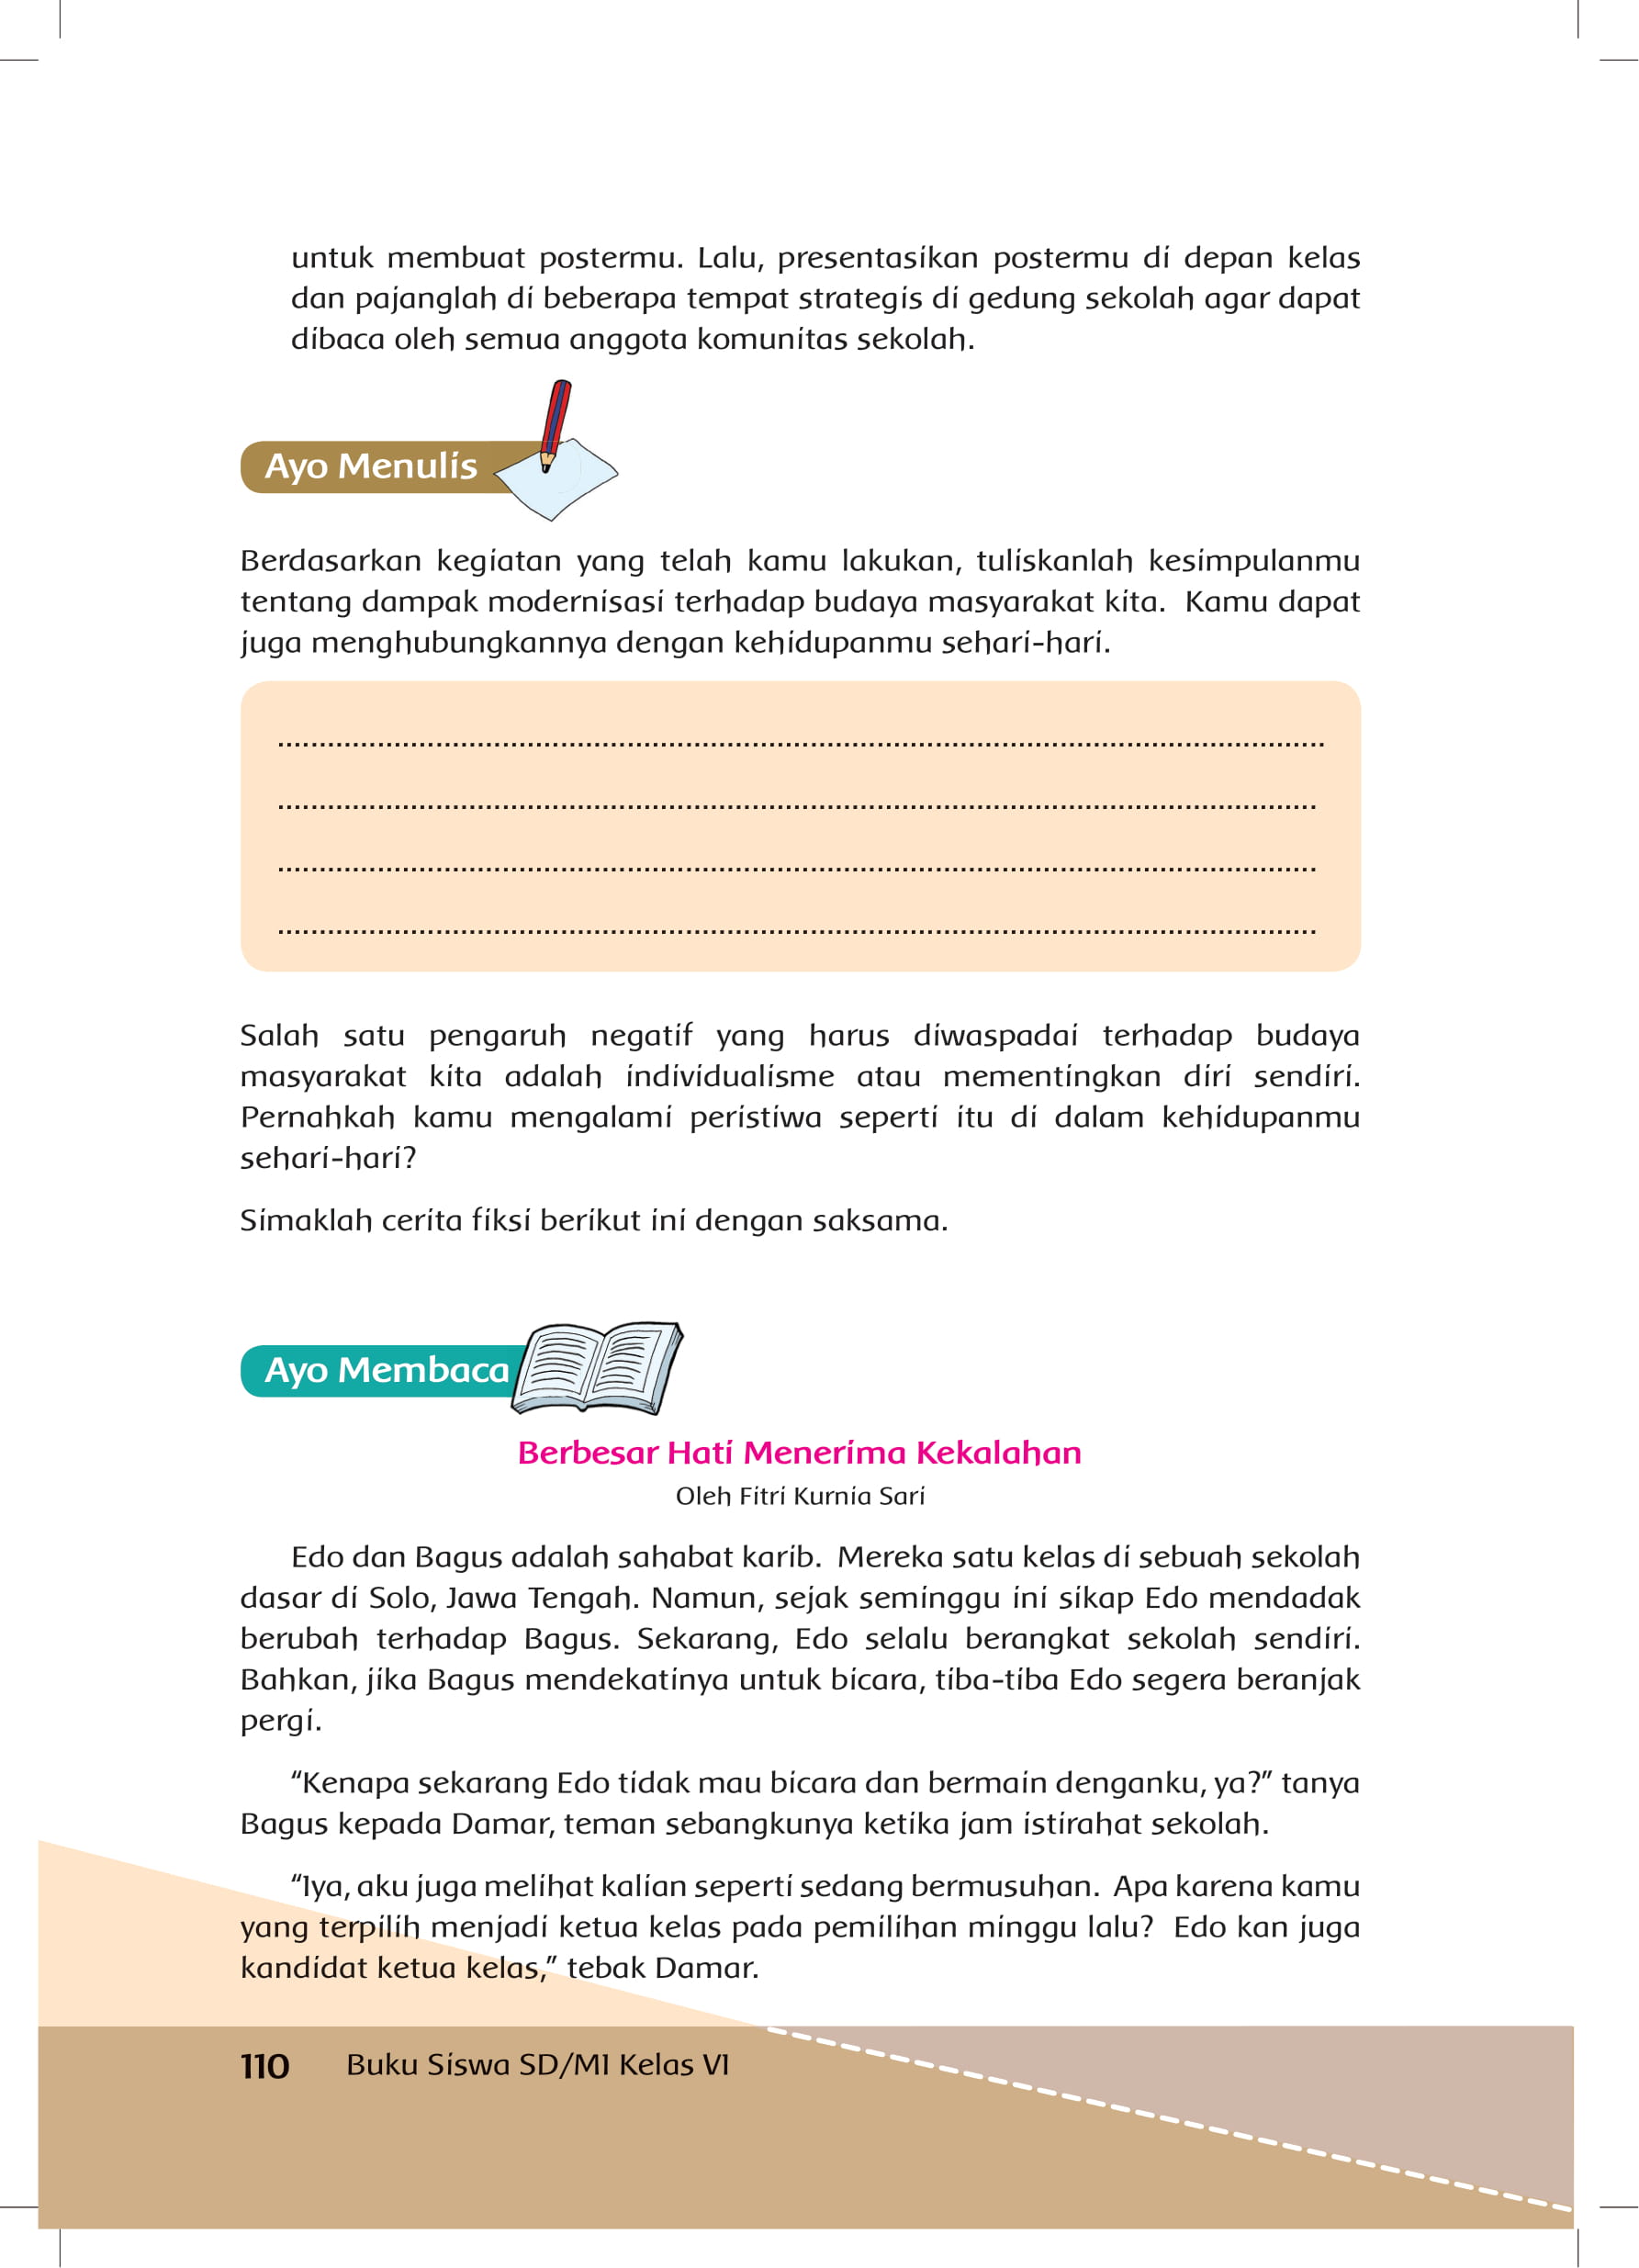 untuk membuat postermu. Lalu, presentasikan postermu di depan kelas
dan pajanglah di beberapa tempat strategis di gedung sekolah agar dapat
dibaca oleh semua anggota komunitas sekolah.
Ayo Menulis
Berdasarkan kegiatan yang telah kamu lakukan, tuliskanlah kesimpulanmu
tentang dampak modernisasi terhadap budaya masyarakat kita. Kamu dapat
juga menghubungkannya dengan kehidupanmu sehari-hari.
Salah satu pengaruh negatif yang harus diwaspadai terhadap budaya
masyarakat kita adalah individualisme atau mementingkan diri sendiri.
Pernahkah kamu mengalami peristiwa seperti itu di dalam kehidupanmu
sehari-hari?
Simaklah cerita fiksi berikut ini dengan saksama.
Ayo Membaca
Berbesar Hati Menerima Kekalahan
Oleh Fitri Kurnia Sari
Edo dan Bagus adalah sahabat karib. Mereka satu kelas di sebuah sekolah
dasar di Solo, Jawa Tengah. Namun, sejak seminggu ini sikap Edo mendadak
berubah terhadap Bagus. Sekarang, Edo selalu berangkat sekolah sendiri.
Bahkan, jika Bagus mendekatinya untuk bicara, tiba-tiba Edo segera beranjak
pergi.
“Kenapa sekarang Edo tidak mau bicara dan bermain denganku, ya?” tanya
Bagus kepada Damar, teman sebangkunya ketika jam istirahat sekolah.
“Iya, aku juga melihat kalian seperti sedang bermusuhan. Apa karena kamu
yang terpilih menjadi ketua kelas pada pemilihan minggu lalu? Edo kan juga
kandidat ketua kelas,” tebak Damar.
110 Buku Siswa SD/MI Kelas VI